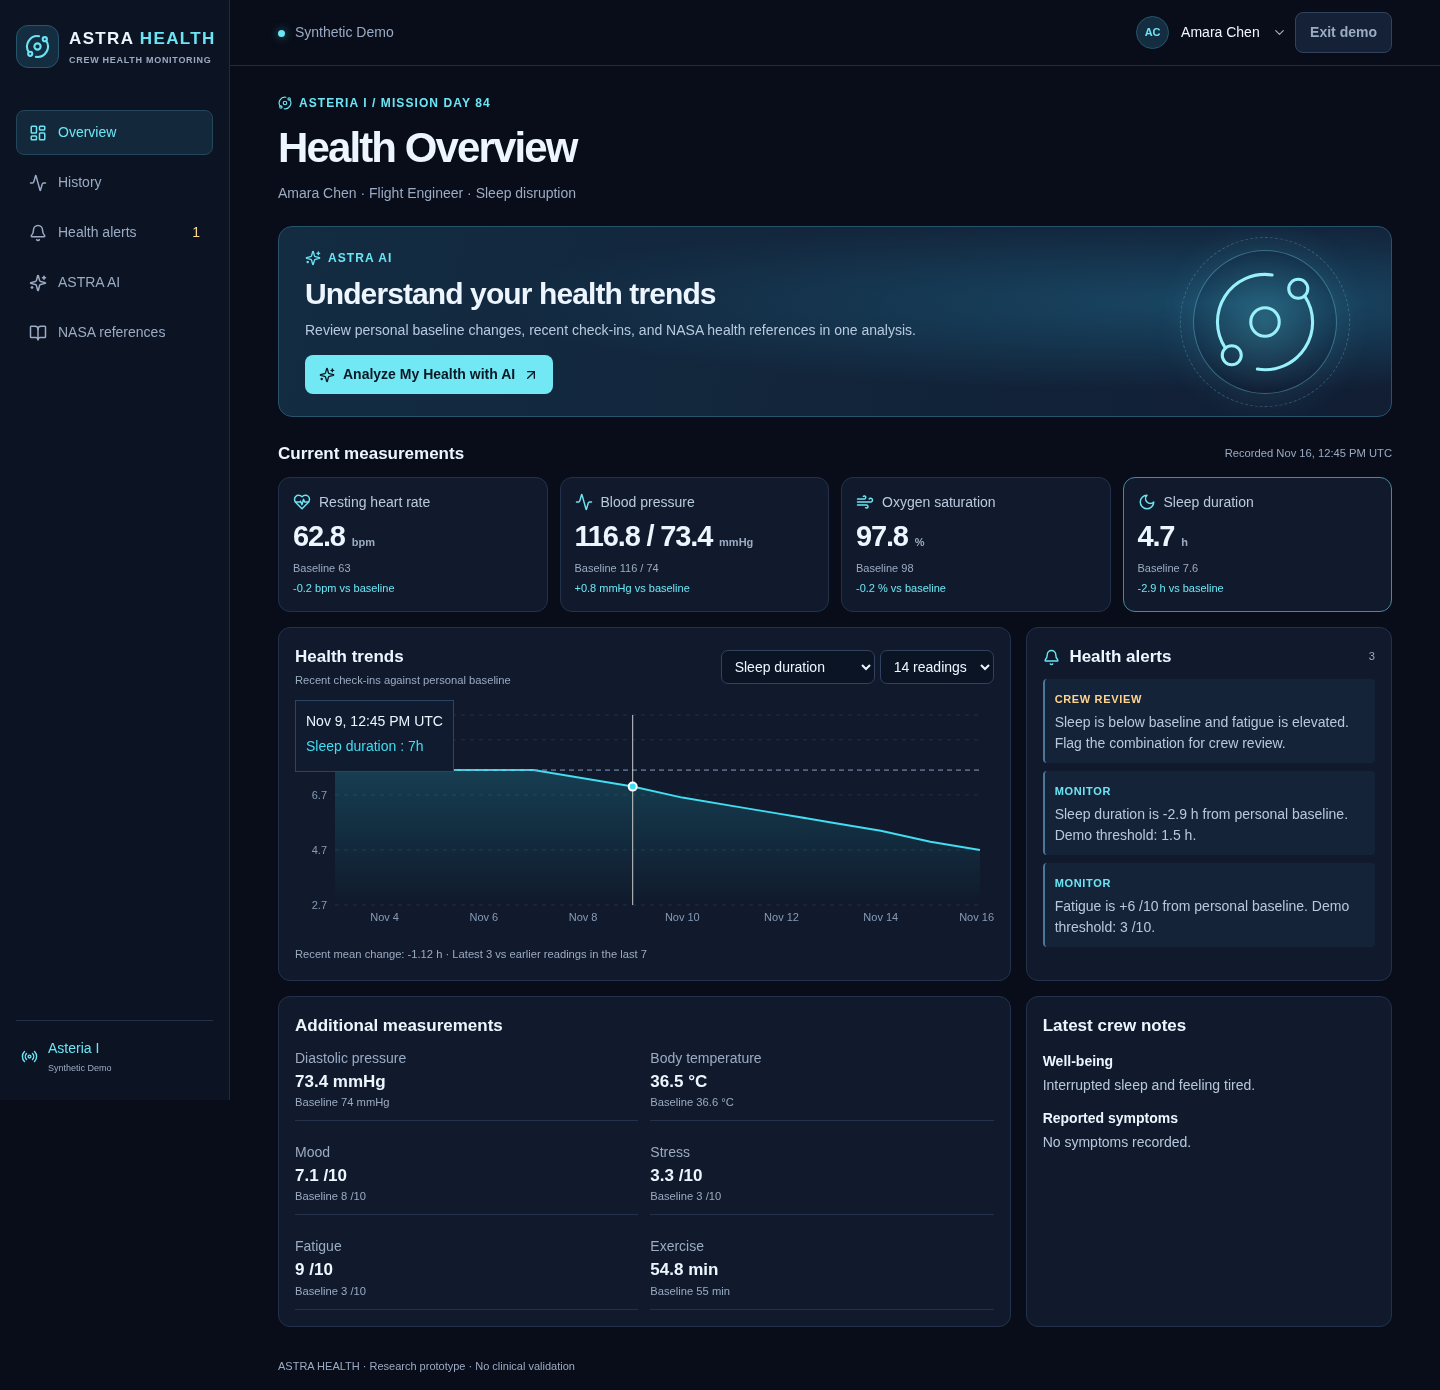 ASTRA HEALTH
CREW HEALTH MONITORING
Overview
History
Health alerts 1
ASTRA AI
NASA references
Asteria I
Synthetic Demo
Synthetic Demo
AC Amara Chen Exit demo
ASTERIA I / MISSION DAY 84
Health Overview
Amara Chen · Flight Engineer · Sleep disruption
ASTRA AI
Understand your health trends
Review personal baseline changes, recent check-ins, and NASA health references in one analysis.
Analyze My Health with AI
Current measurements
Recorded Nov 16, 12:45 PM UTC
Resting heart rate
62.8 bpm
Baseline 63
-0.2 bpm vs baseline
Blood pressure
116.8 / 73.4 mmHg
Baseline 116 / 74
+0.8 mmHg vs baseline
Oxygen saturation
97.8 %
Baseline 98
-0.2 % vs baseline
Sleep duration
4.7 h
Baseline 7.6
-2.9 h vs baseline
Health trends
Recent check-ins against personal baseline
Sleep duration
14 readings
Nov 9, 12:45 PM UTC
Sleep duration : 7h
6.7
4.7
2.7
Nov 4 Nov 6 Nov 8 Nov 10 Nov 12 Nov 14 Nov 16
Recent mean change: -1.12 h · Latest 3 vs earlier readings in the last 7
Health alerts 3
CREW REVIEW
Sleep is below baseline and fatigue is elevated.
Flag the combination for crew review.
MONITOR
Sleep duration is -2.9 h from personal baseline.
Demo threshold: 1.5 h.
MONITOR
Fatigue is +6 /10 from personal baseline. Demo
threshold: 3 /10.
Additional measurements
Diastolic pressure
73.4 mmHg
Baseline 74 mmHg
Body temperature
36.5 °C
Baseline 36.6 °C
Mood
7.1 /10
Baseline 8 /10
Stress
3.3 /10
Baseline 3 /10
Fatigue
9 /10
Baseline 3 /10
Exercise
54.8 min
Baseline 55 min
Latest crew notes
Well-being
Interrupted sleep and feeling tired.
Reported symptoms
No symptoms recorded.
ASTRA HEALTH · Research prototype · No clinical validation